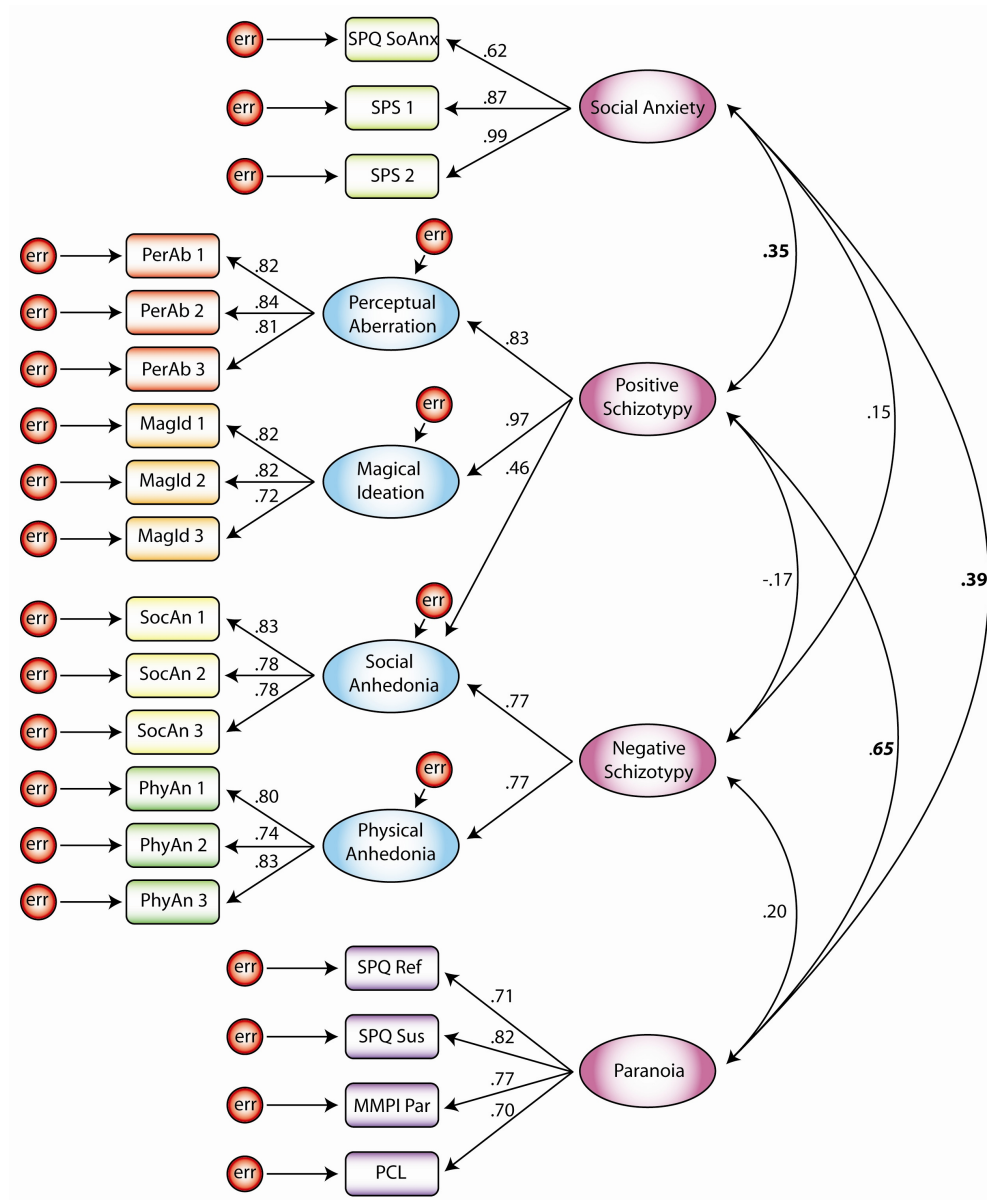 err
SPQ SoAnx
.62
Social Anxiety
err
SPS 1
.87
.99
err
SPS 2
err
PerAb 1
.82
err
.35
err
PerAb 2
.84
.81
Perceptual
Aberration
.83
err
PerAb 3
Positive
Schizotypy
err
MagId 1
.82
err
.97
.15
err
MagId 2
.82
.72
Magical
Ideation
.46
err
MagId 3
-.17
.39
err
SocAn 1
.83
err
err
SocAn 2
.78
.78
Social
Anhedonia
.77
err
SocAn 3
Negative
Schizotypy
.65
err
PhyAn 1
.80
err
.77
err
PhyAn 2
.74
.83
Physical
Anhedonia
err
PhyAn 3
.20
err
SPQ Ref
.71
err
SPQ Sus
.82
Paranoia
err
MMPI Par
.77
.70
err
PCL